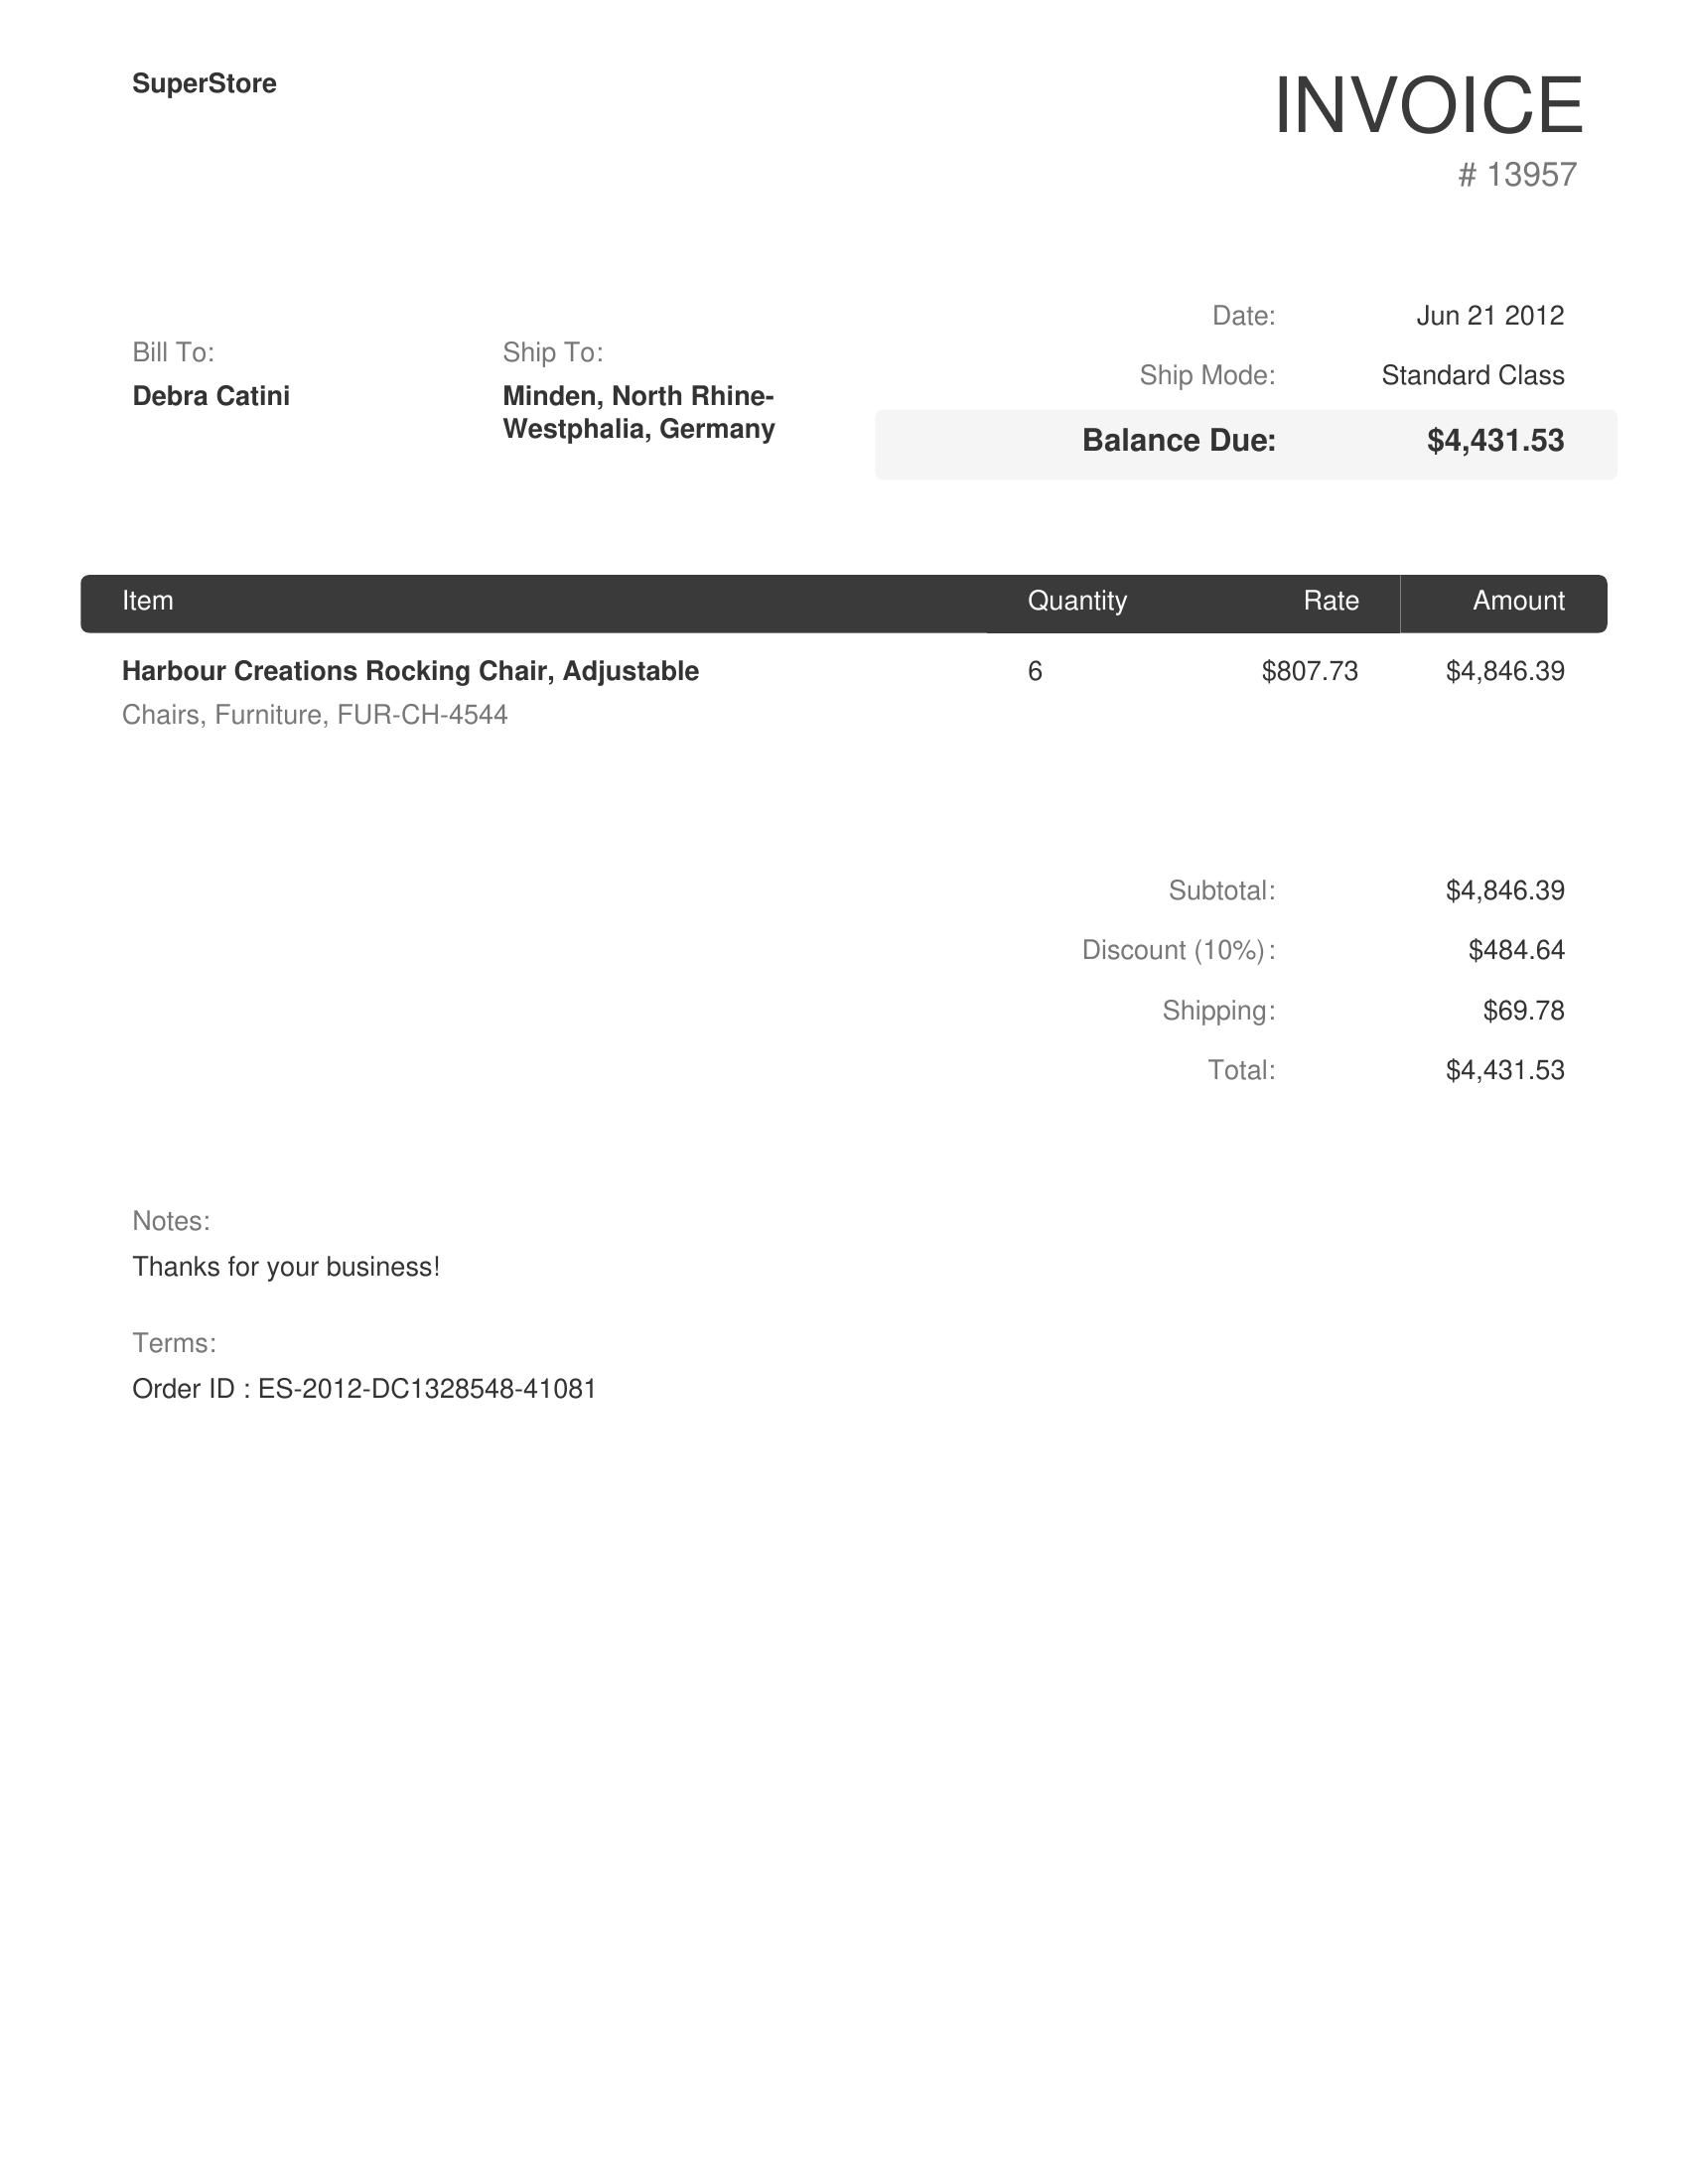 SuperStore
INVOICE
# 13957
Date: Jun 21 2012
Ship Mode: Standard Class
Balance Due: $4,431.53
Bill To:
Debra Catini
Ship To:
Minden, North Rhine-
Westphalia, Germany
Item Quantity Rate Amount
Harbour Creations Rocking Chair, Adjustable 6 $807.73 $4,846.39
Chairs, Furniture, FUR-CH-4544
Subtotal: $4,846.39
Discount (10%): $484.64
Shipping: $69.78
Total: $4,431.53
Notes:
Thanks for your business!
Terms:
Order ID : ES-2012-DC1328548-41081